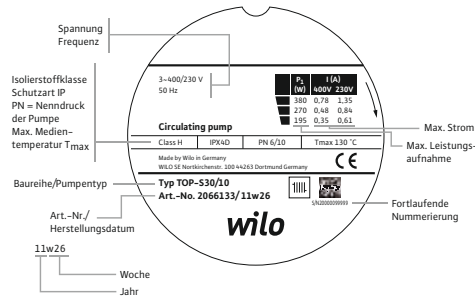 Spannung
Frequenz
Isolierstoffklasse
Schutzart IP
PN = Nenndruck
der Pumpe
Max. Medien-
temperatur Tmax
3~400/230
V
50 Hz
P1 I (A)
(W) 400V 230V
380 0,78 1,35
270 0,48 0,84
195 0,35 0,61
Max. Strom
Max. Leistungs-
aufnahme
Circulating pump
Class H IPX4D PN 6/10 Tmax 130 °C
Made by Wilo in Germany
WILO SE Nortkirchenstr. 100 44263 Dortmund Germany
CE
Baureihe/Pumpentyp
Typ TOP-S30/10
Art.-No. 2066133/11w26
S/N20000099999
Fortlaufende
Nummerierung
Art.-Nr./
Herstellungsdatum
wilo
11w26
Woche
Jahr